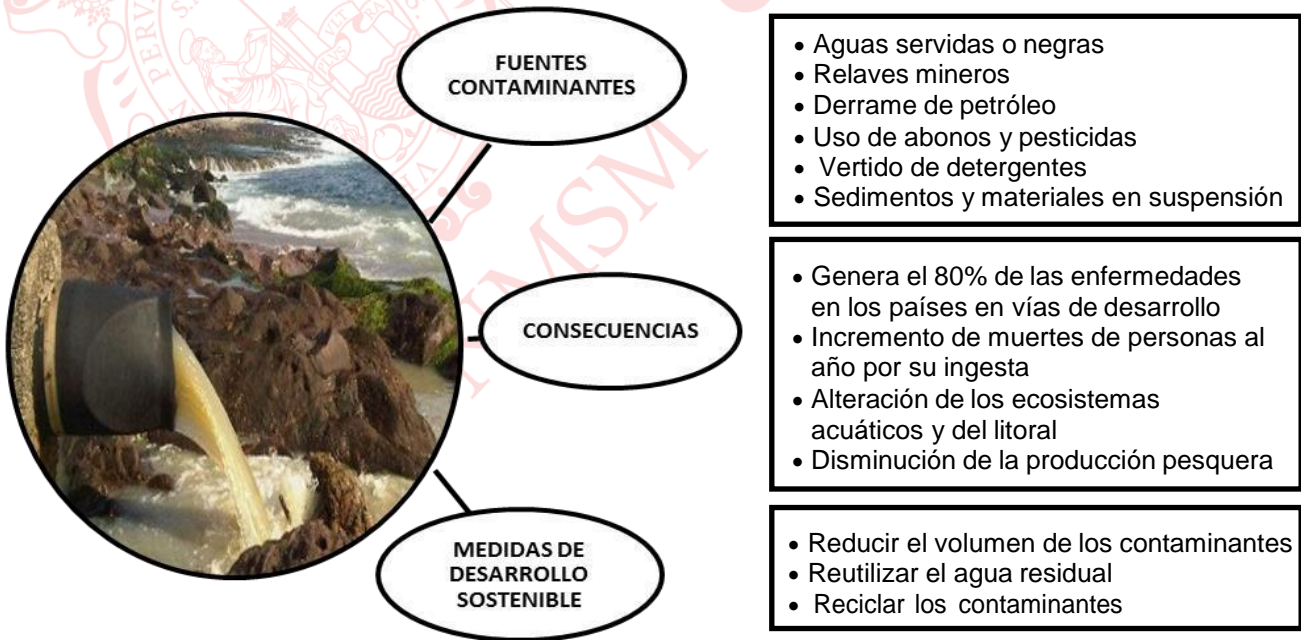 FUENTES
CONTAMINANTES
• Aguas servidas o negras
• Relaves mineros
• Derrame de petróleo
• Uso de abonos y pesticidas
• Vertido de detergentes
• Sedimentos y materiales en suspensión
CONSECUENCIAS
• Genera el 80% de las enfermedades
en los países en vías de desarrollo
• Incremento de muertes de personas al
año por su ingesta
• Alteración de los ecosistemas
acuáticos y del litoral
• Disminución de la producción pesquera
MEDIDAS DE
DESARROLLO
SOSTENIBLE
• Reducir el volumen de los contaminantes
• Reutilizar el agua residual
• Reciclar los contaminantes